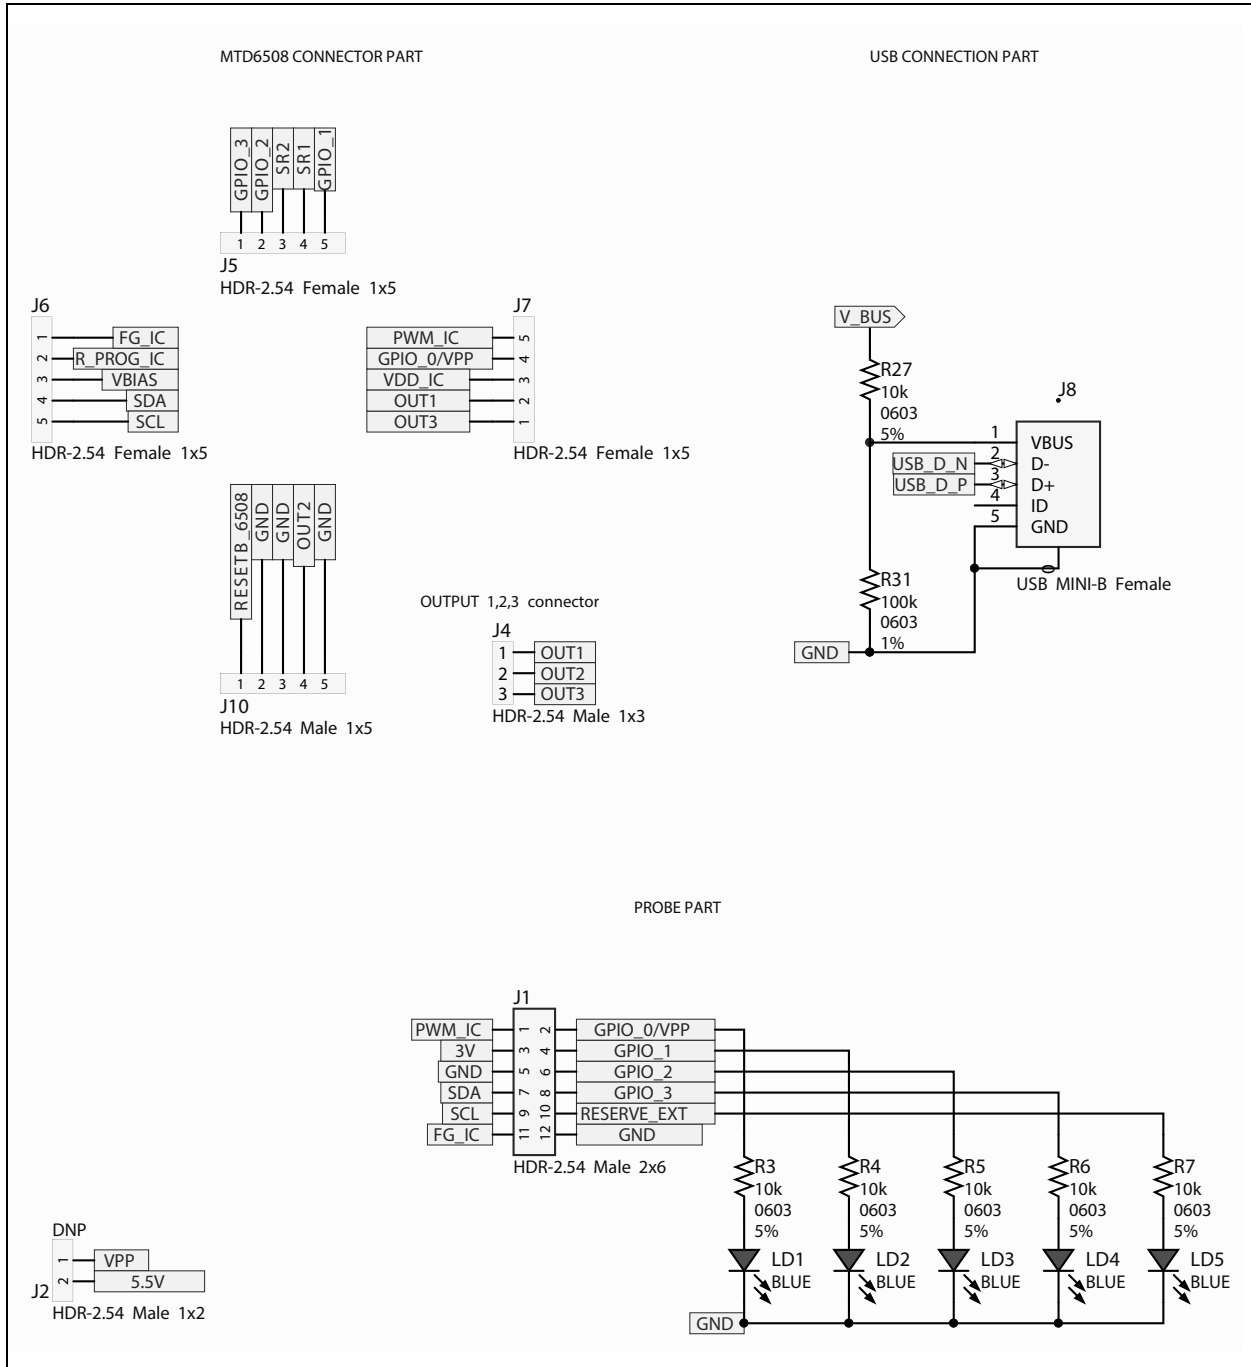 MTD6508 CONNECTOR PART
USB CONNECTION PART
GPIO_3
GPIO_2
SR2
SR1
GPIO_1
1 2 3 4 5
J5
HDR-2.54 Female 1x5
J6
1 FG_IC
2 R_PROG_IC
3 VBIAS
4 SDA
5 SCL
HDR-2.54 Female 1x5
J7
PWM_IC 5
GPIO_0/VPP 4
VDD_IC 3
OUT1 2
OUT3 1
HDR-2.54 Female 1x5
V_BUS
R27
10k
0603
5%
J8
1 VBUS
USB_D_N 2 D-
USB_D_P 3 D+
4 ID
5 GND
USB MINI-B Female
R31
100k
0603
1%
GND
RESETB_6508
GND
GND
OUT2
GND
1 2 3 4 5
J10
HDR-2.54 Male 1x5
OUTPUT 1,2,3 connector
J4
1 OUT1
2 OUT2
3 OUT3
HDR-2.54 Male 1x3
PROBE PART
J1
PWM_IC 1 2 GPIO_0/VPP
3V 3 4 GPIO_1
GND 5 6 GPIO_2
SDA 7 8 GPIO_3
SCL 9 10 RESERVE_EXT
FG_IC 11 12 GND
HDR-2.54 Male 2x6
R3 R4 R5 R6 R7
10k 10k 10k 10k 10k
0603 0603 0603 0603 0603
5% 5% 5% 5% 5%
LD1 LD2 LD3 LD4 LD5
BLUE BLUE BLUE BLUE BLUE
GND
DNP
1 VPP
2 5.5V
J2
HDR-2.54 Male 1x2